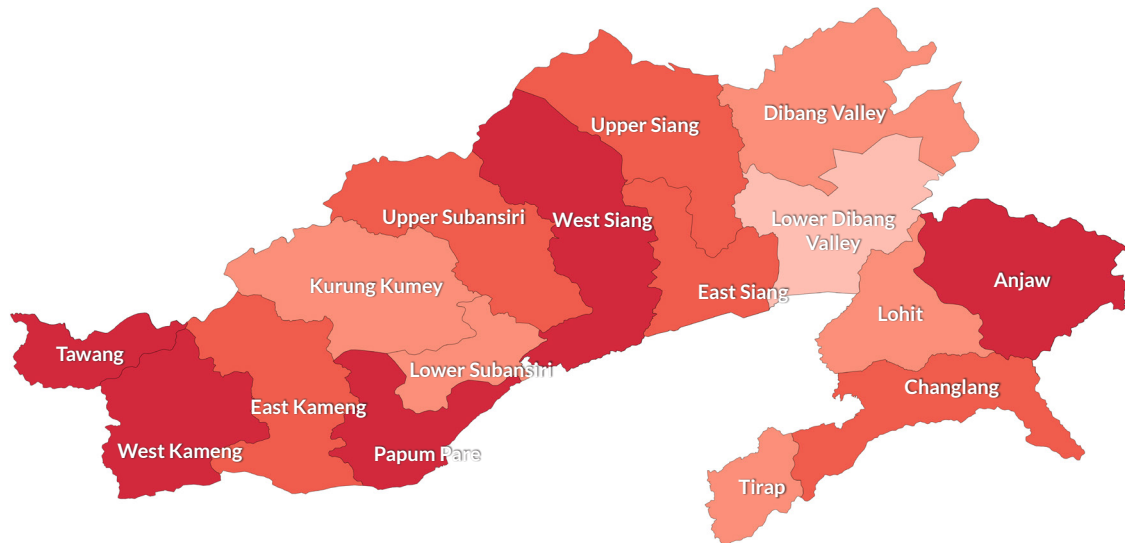 Dibang Valley
Upper Siang
Upper Subansiri
West Siang
Lower Dibang
Valley
Kurung Kumey
East Siang
Anjaw
Lohit
Tawang
Lower Subansiri
Changlang
East Kameng
West Kameng
Papum Pare
Tirap